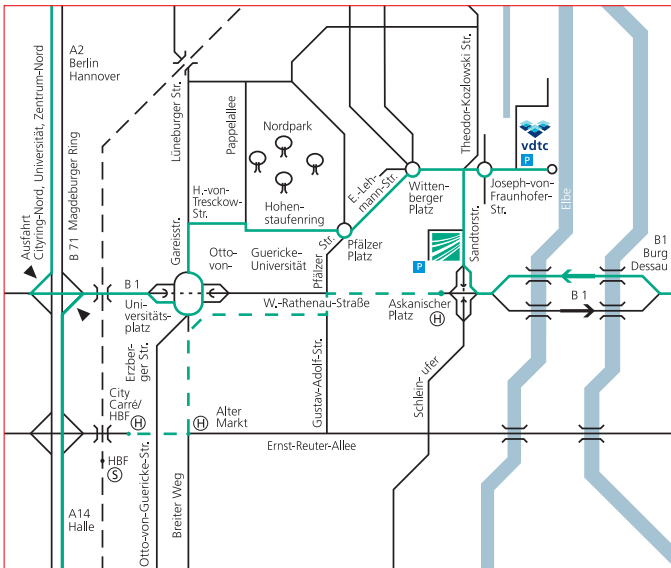 A2
Berlin
Hannover
Ausfahrt
Cityring-Nord, Universität, Zentrum-Nord
B 71 Magdeburger Ring
Lüneburger Str.
Pappelallee
Nordpark
Theodor-Kozlowski Str.
vdtc
P
H.-von-
Tresckow-
Str.
Hohen-
staufenring
E.-Leh-
mann-Str.
Witten-
berger
Platz
Joseph-von-
Fraunhofer-
Str.
Elbe
Gareisstr.
Otto-
von-
Guericke-
Universität
Pfälzer Str.
Pfälzer
Platz
P
Sandtorstr.
B1
Burg
Dessau
B 1
Uni-
versitäts-
platz
W.-Rathenau-Straße
Askanischer
Platz
H
B 1
Erzber-
ger Str.
Gustav-Adolf-Str.
Schlein-ufer
City
Carré/
HBF
H
H
Alter
Markt
Ernst-Reuter-Allee
HBF
S
Otto-von-Guericke-Str.
Breiter Weg
A14
Halle